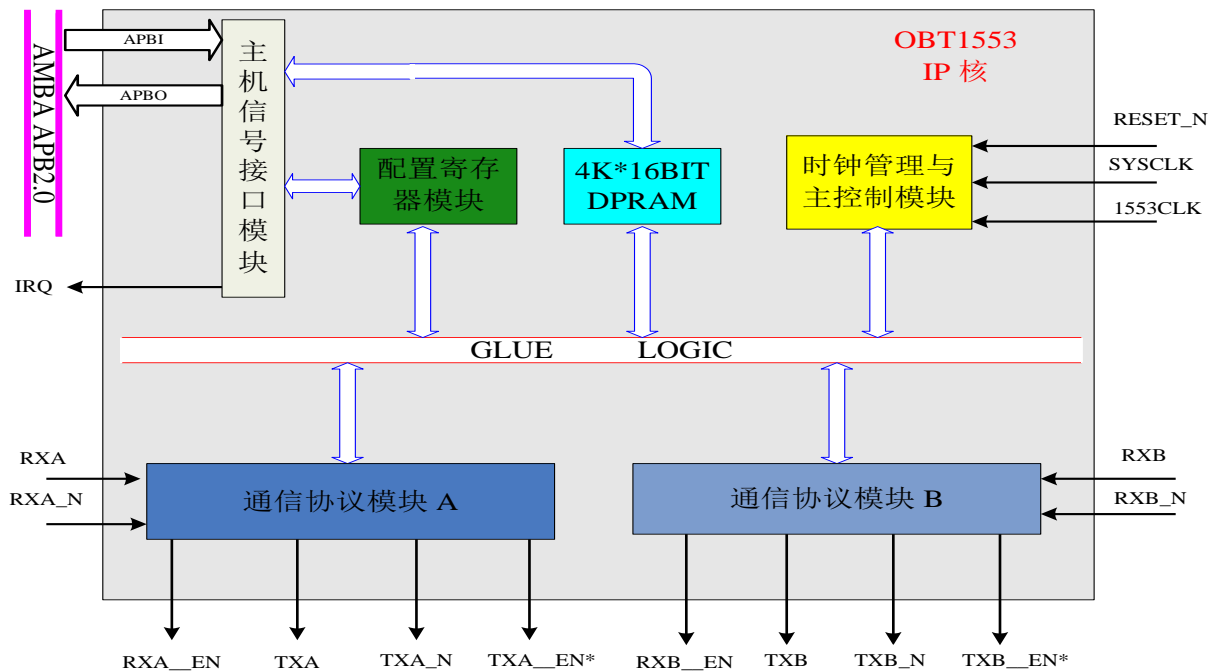 AMBA APB2.0
APBI
APBO
主机信号接口模块
OBT1553
IP 核
RESET_N
SYSCLK
1553CLK
配置寄存
器模块
4K*16BIT
DPRAM
时钟管理与
主控制模块
IRQ
GLUE LOGIC
RXA
RXA_N
通信协议模块 A
通信协议模块 B
RXB
RXB_N
RXA__EN
TXA
TXA_N
TXA__EN*
RXB__EN
TXB
TXB_N
TXB__EN*